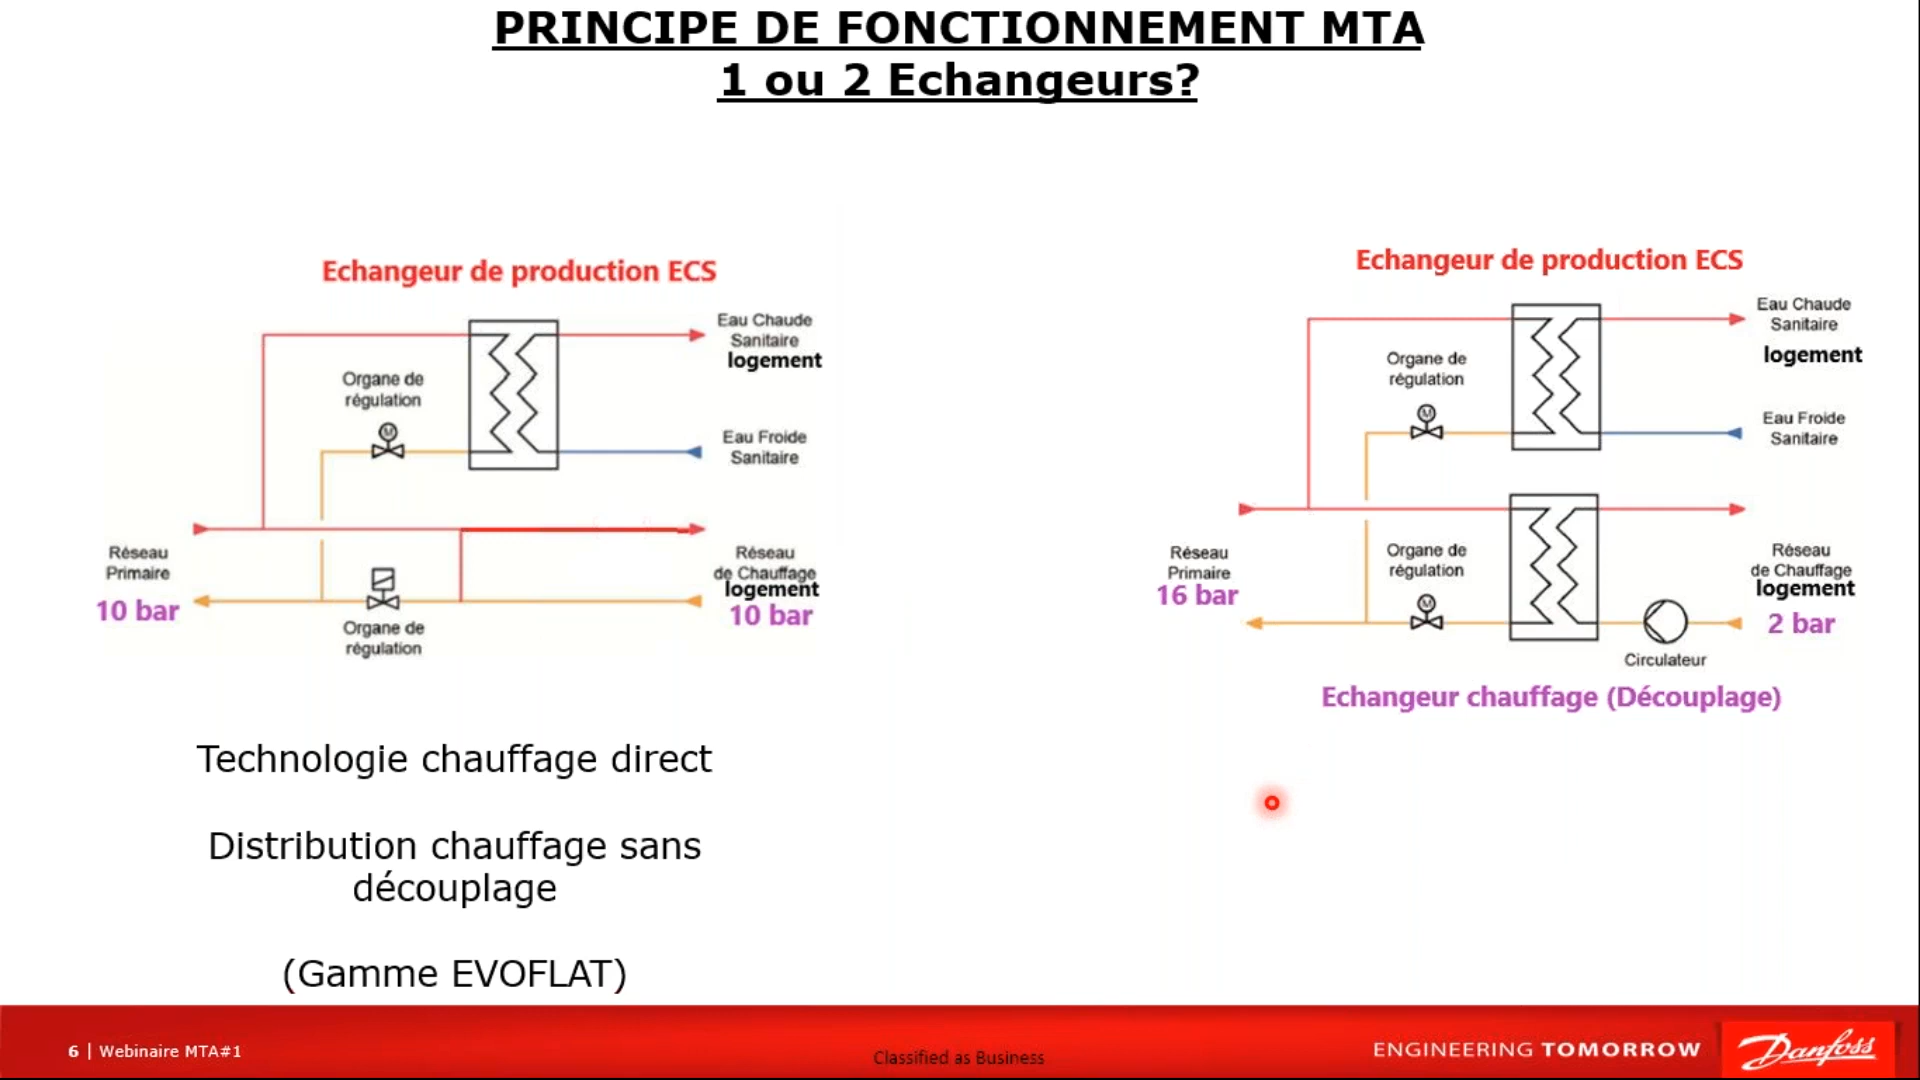 PRINCIPE DE FONCTIONNEMENT MTA
1 ou 2 Echangeurs?
Echangeur de production ECS
Eau Chaude
Sanitaire
logement
Organe de
régulation
M
Eau Froide
Sanitaire
Réseau
Primaire
10 bar
Organe de
régulation
Réseau
de Chauffage
logement
10 bar
Technologie chauffage direct
Distribution chauffage sans
découplage
(Gamme EVOFLAT)
Echangeur de production ECS
Eau Chaude
Sanitaire
logement
Organe de
régulation
M
Eau Froide
Sanitaire
Réseau
Primaire
16 bar
Organe de
régulation
M
Réseau
de Chauffage
logement
2 bar
Circulateur
Echangeur chauffage (Découplage)
6 | Webinaire MTA#1
Classified as Business
ENGINEERING TOMORROW
Danfoss